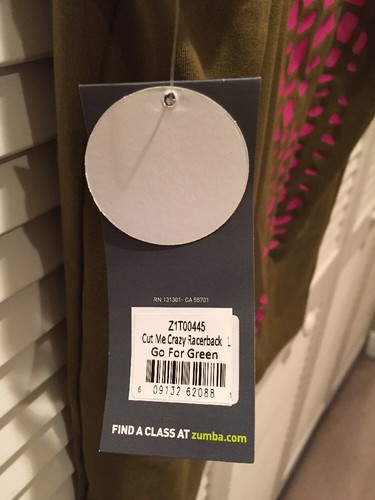 RN 131301- CA 55701
Z1T00445
Cut Me Crazy Racerback L
Go For Green
6 09132 62088 1
FIND A CLASS AT zumba.com